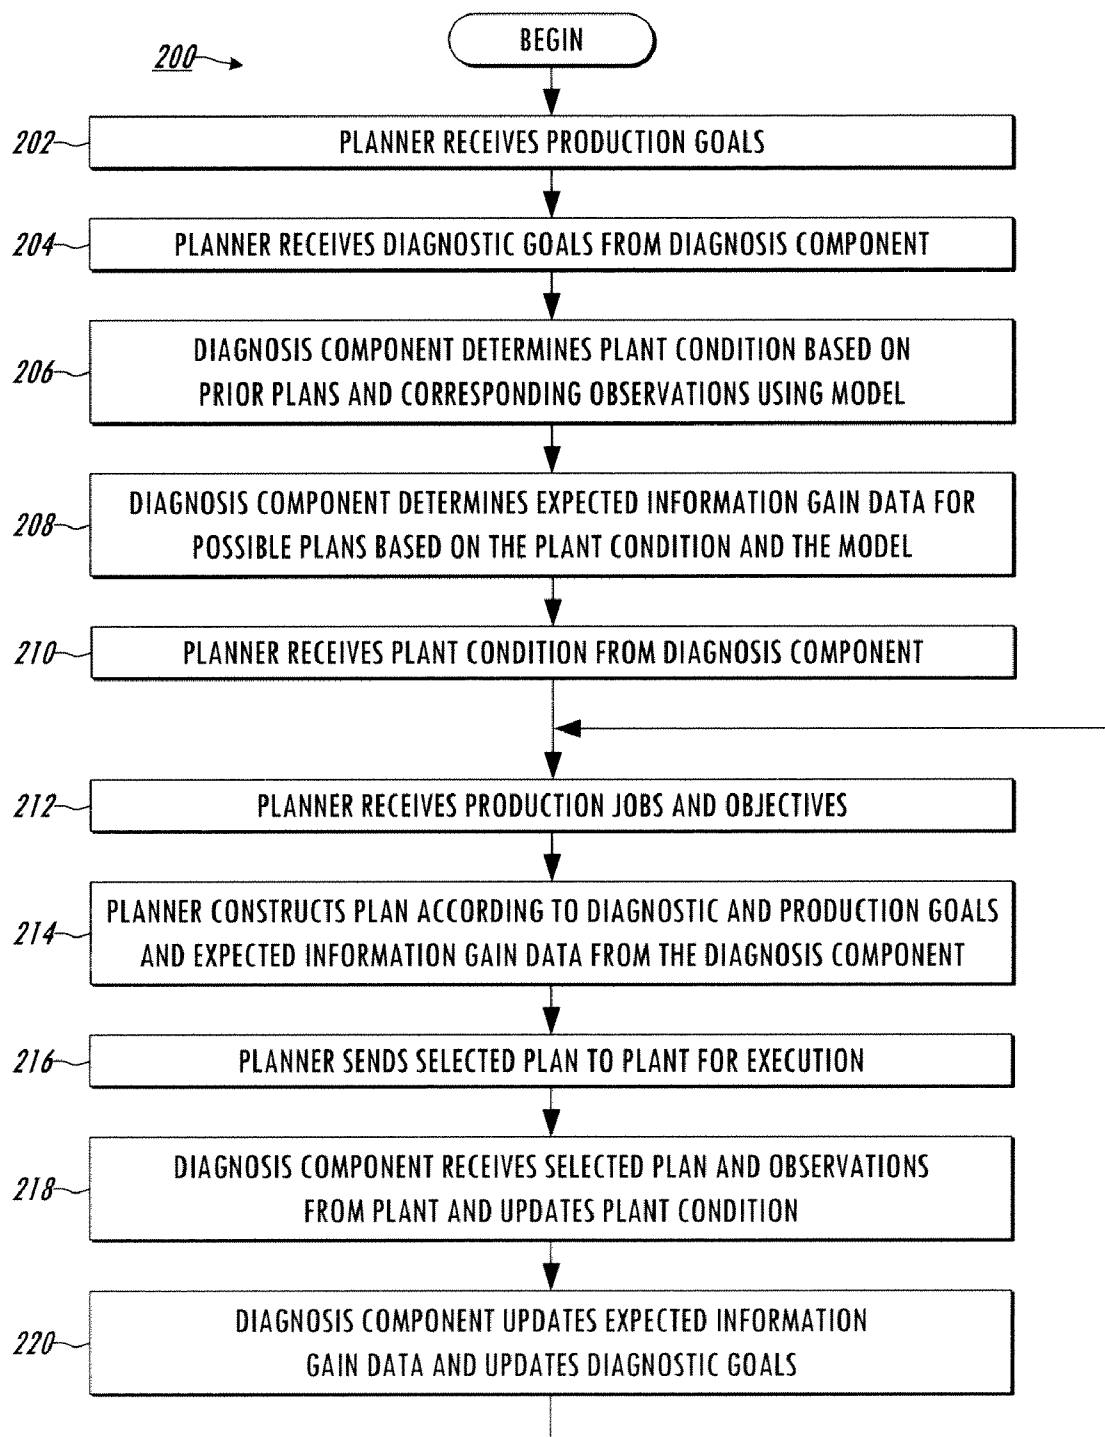 BEGIN
200
202
PLANNER RECEIVES PRODUCTION GOALS
204
PLANNER RECEIVES DIAGNOSTIC GOALS FROM DIAGNOSIS COMPONENT
206
DIAGNOSIS COMPONENT DETERMINES PLANT CONDITION BASED ON
PRIOR PLANS AND CORRESPONDING OBSERVATIONS USING MODEL
208
DIAGNOSIS COMPONENT DETERMINES EXPECTED INFORMATION GAIN DATA FOR
POSSIBLE PLANS BASED ON THE PLANT CONDITION AND THE MODEL
210
PLANNER RECEIVES PLANT CONDITION FROM DIAGNOSIS COMPONENT
212
PLANNER RECEIVES PRODUCTION JOBS AND OBJECTIVES
214
PLANNER CONSTRUCTS PLAN ACCORDING TO DIAGNOSTIC AND PRODUCTION GOALS
AND EXPECTED INFORMATION GAIN DATA FROM THE DIAGNOSIS COMPONENT
216
PLANNER SENDS SELECTED PLAN TO PLANT FOR EXECUTION
218
DIAGNOSIS COMPONENT RECEIVES SELECTED PLAN AND OBSERVATIONS
FROM PLANT AND UPDATES PLANT CONDITION
220
DIAGNOSIS COMPONENT UPDATES EXPECTED INFORMATION
GAIN DATA AND UPDATES DIAGNOSTIC GOALS